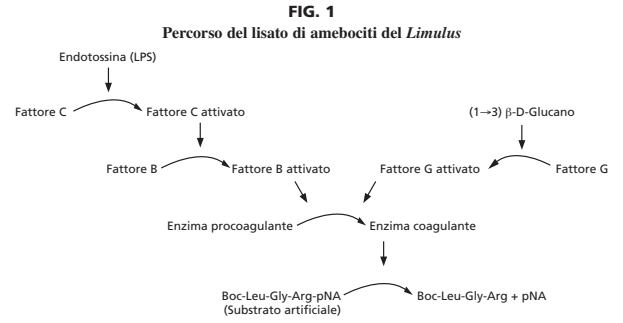 FIG. 1
Percorso del lisato di amebociti del Limulus
Endotossina (LPS)
Fattore C
Fattore C attivato
(1→3) β-D-Glucano
Fattore B
Fattore B attivato
Fattore G attivato
Fattore G
Enzima procoagulante
Enzima coagulante
Boc-Leu-Gly-Arg-pNA
(Substrato artificiale)
Boc-Leu-Gly-Arg + pNA